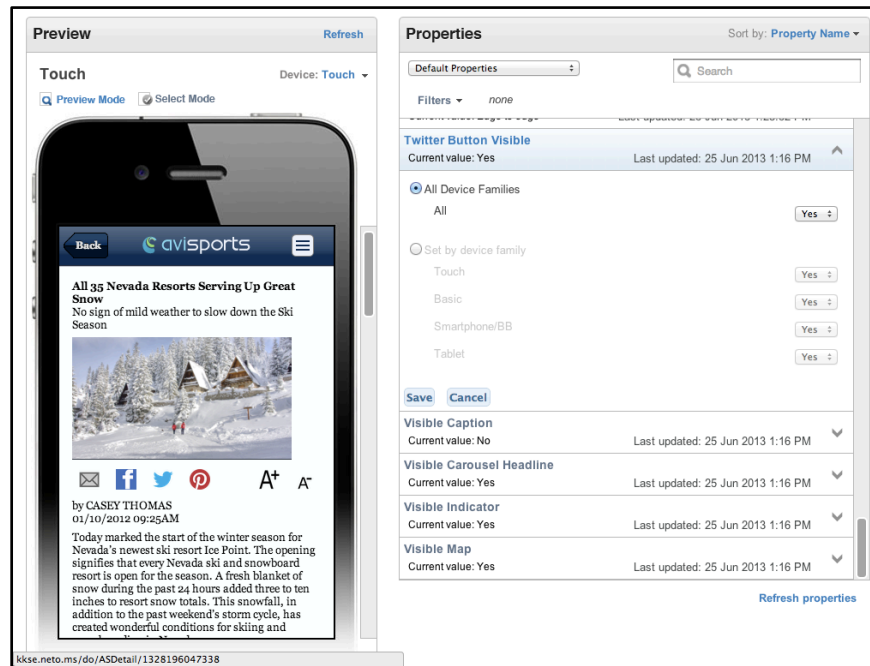 Preview
Refresh
Touch
Device: Touch
Preview Mode
Select Mode
Back
avisports
All 35 Nevada Resorts Serving Up Great
Snow
No sign of mild weather to slow down the Ski
Season
A+ A-
by CASEY THOMAS
01/10/2012 09:25AM
Today marked the start of the winter season for
Nevada's newest ski resort Ice Point. The opening
signifies that every Nevada ski and snowboard
resort is open for the season. A fresh blanket of
snow during the past 24 hours added three to ten
inches to resort snow totals. This snowfall, in
addition to the past weekend's storm cycle, has
created wonderful conditions for skiing and
kkse.neto.ms/do/ASDetail/1328196047338
Properties
Sort by: Property Name
Default Properties
Search
Filters none
Twitter Button Visible
Current value: Yes Last updated: 25 Jun 2013 1:16 PM
All Device Families
All Yes
Set by device family
Touch Yes
Basic Yes
Smartphone/BB Yes
Tablet Yes
Save Cancel
Visible Caption
Current value: No Last updated: 25 Jun 2013 1:16 PM
Visible Carousel Headline
Current value: Yes Last updated: 25 Jun 2013 1:16 PM
Visible Indicator
Current value: Yes Last updated: 25 Jun 2013 1:16 PM
Visible Map
Current value: Yes Last updated: 25 Jun 2013 1:16 PM
Refresh properties